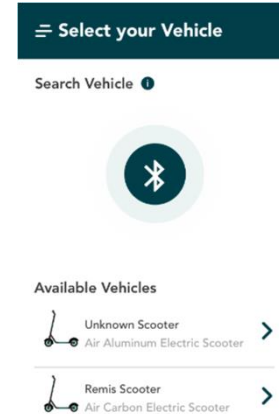 Select your Vehicle
Search Vehicle
Available Vehicles
Unknown Scooter
Air Aluminum Electric Scooter
Remis Scooter
Air Carbon Electric Scooter